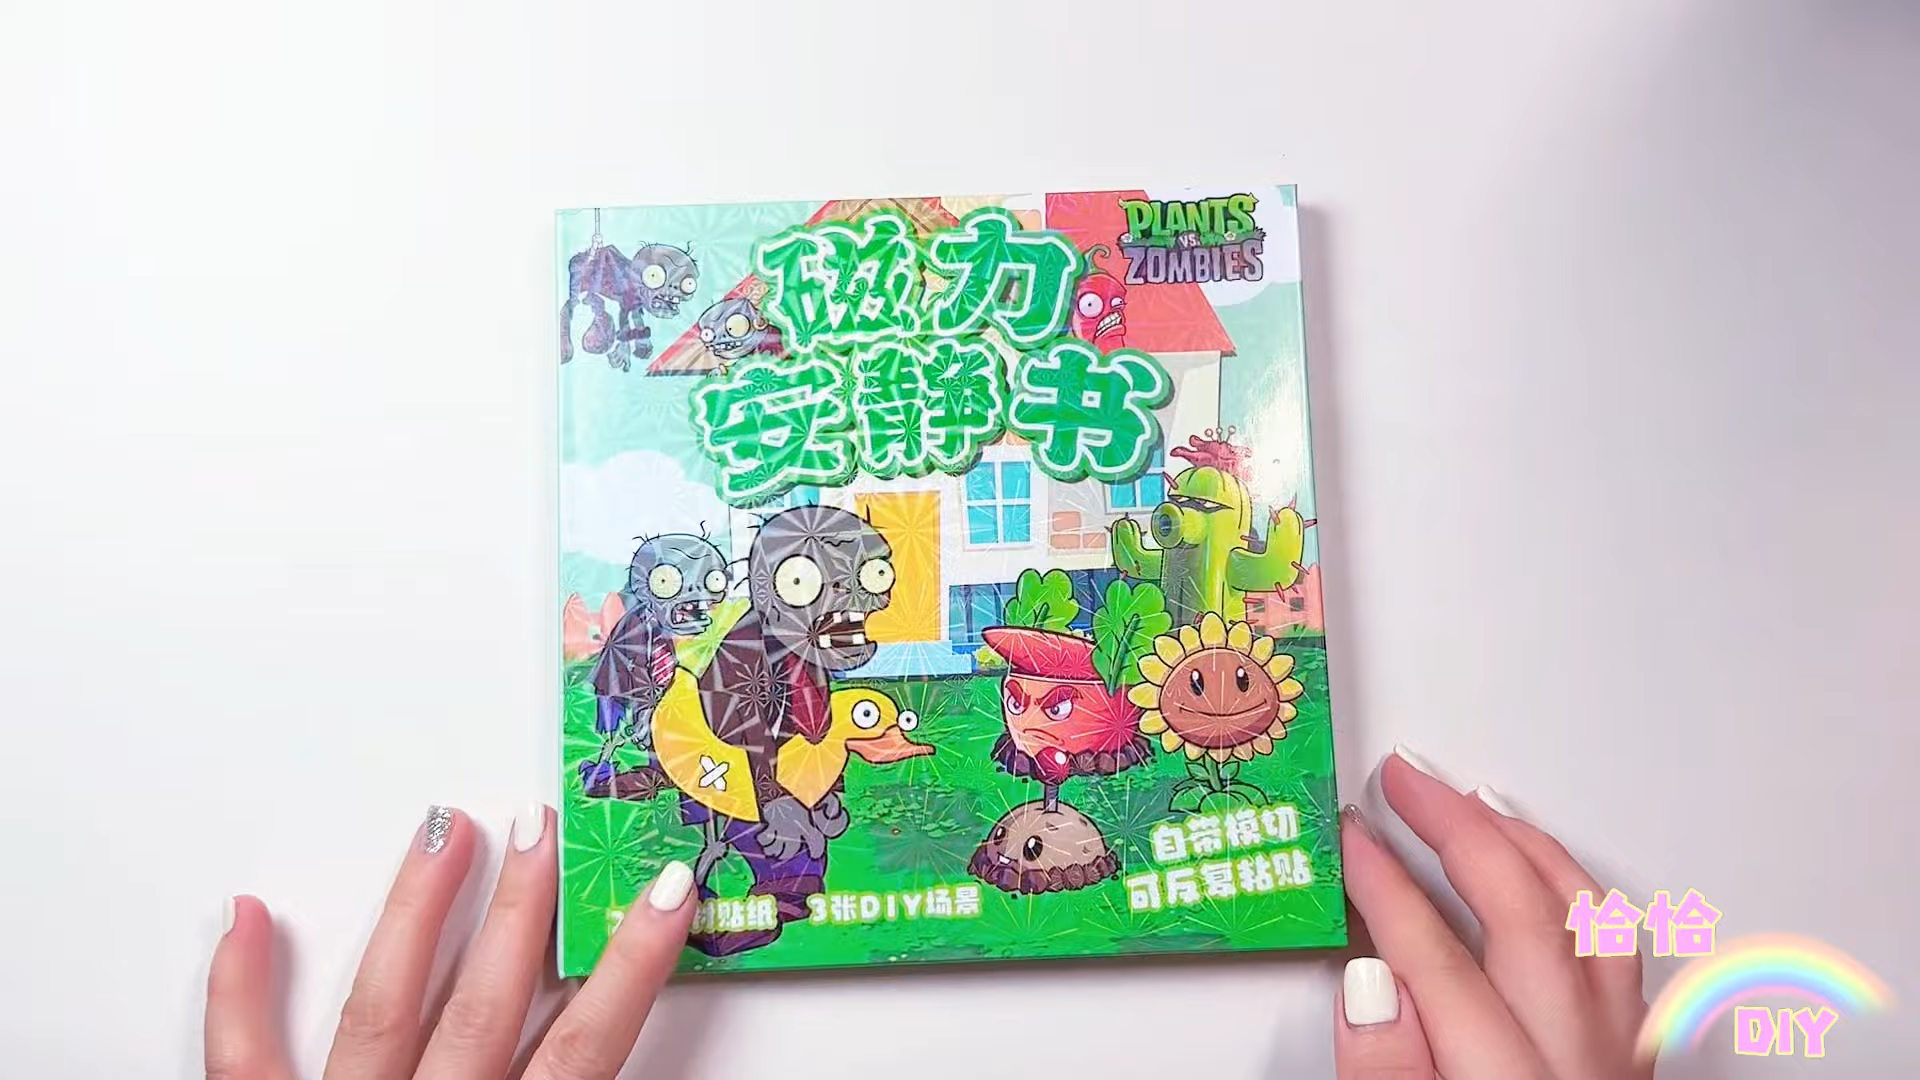 PLANTS
VS.
ZOMBIES
磁力
安静书
自带模切
可反复粘贴
贴纸 3张DIY场景
恰恰
DIY